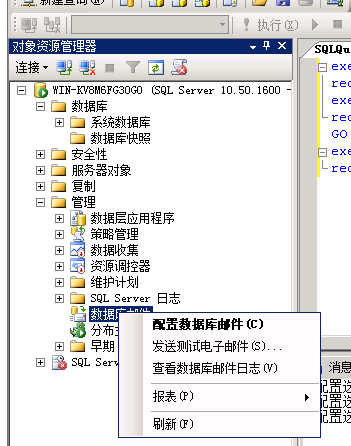 新建查询(N)
执行(X)
对象资源管理器
SQLQu
连接
WIN-KV8M6FG30GO (SQL Server 10.50.1600 -
数据库
系统数据库
数据库快照
安全性
服务器对象
复制
管理
数据层应用程序
策略管理
数据收集
资源调控器
维护计划
SQL Server 日志
数据库邮件
分布
早期
SQL Serv
exe
rec
exe
rec
GO
exe
rec
配置数据库邮件(C)
发送测试电子邮件(S)...
查看数据库邮件日志(V)
报表(P)
刷新(F)
消息
配置选
配置选
配置选